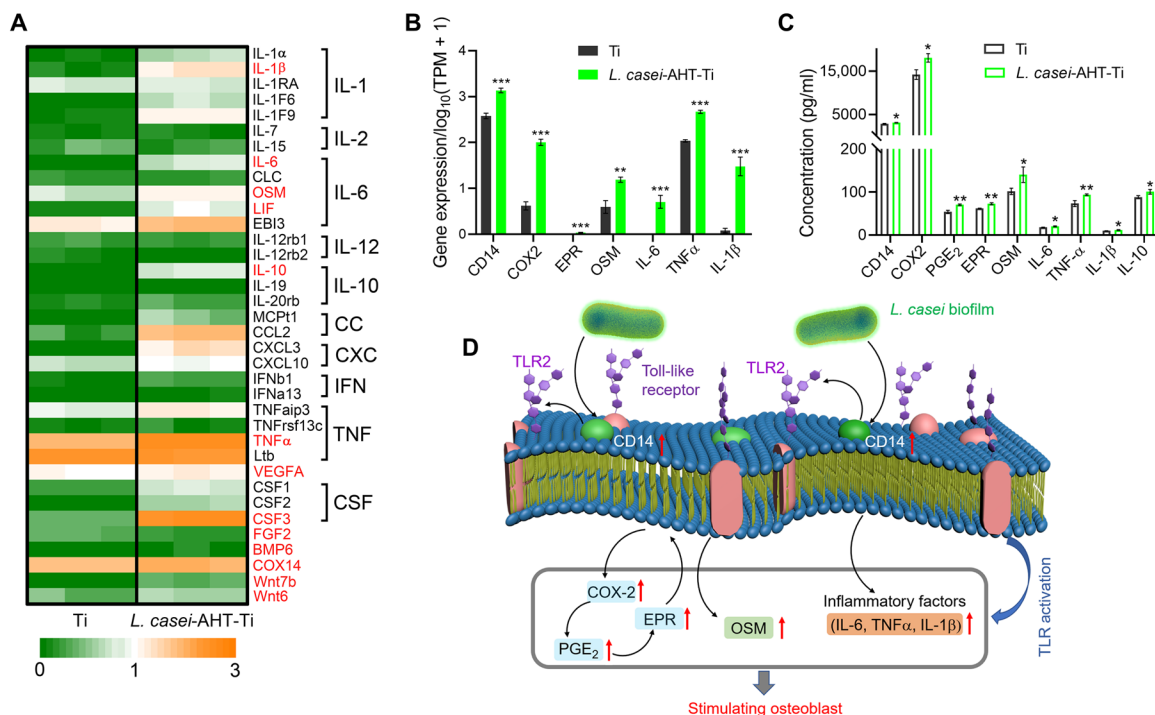 A
IL-1α
IL-1β
IL-1RA
IL-1F6
IL-1F9
IL-7
IL-15
IL-6
CLC
OSM
LIF
EBI3
IL-12rb1
IL-12rb2
IL-10
IL-19
IL-20rb
MCPt1
CCL2
CXCL3
CXCL10
IFNb1
IFNa13
TNFaip3
TNFrsf13c
TNFα
Ltb
VEGFA
CSF1
CSF2
CSF3
FGF2
BMP6
COX14
Wnt7b
Wnt6
IL-1
IL-2
IL-6
IL-12
IL-10
CC
CXC
IFN
TNF
CSF
Ti L. casei-AHT-Ti
0 1 3
B
Gene expression/log10(TPM + 1)
4
3
2
1
0
Ti
L. casei-AHT-Ti
***
***
***
**
***
***
***
CD14 COX2 EPR OSM IL-6 TNFα IL-1β
C
Concentration (pg/ml)
15,000
5000
200
100
0
Ti
L. casei-AHT-Ti
*
*
**
**
*
*
**
*
*
CD14 COX2 PGE2 EPR OSM IL-6 TNF-α IL-1β IL-10
D
L. casei biofilm
TLR2
Toll-like
receptor
TLR2
CD14
CD14
COX-2
EPR
PGE2
OSM
Inflammatory factors
(IL-6, TNFα, IL-1β)
TLR activation
Stimulating osteoblast